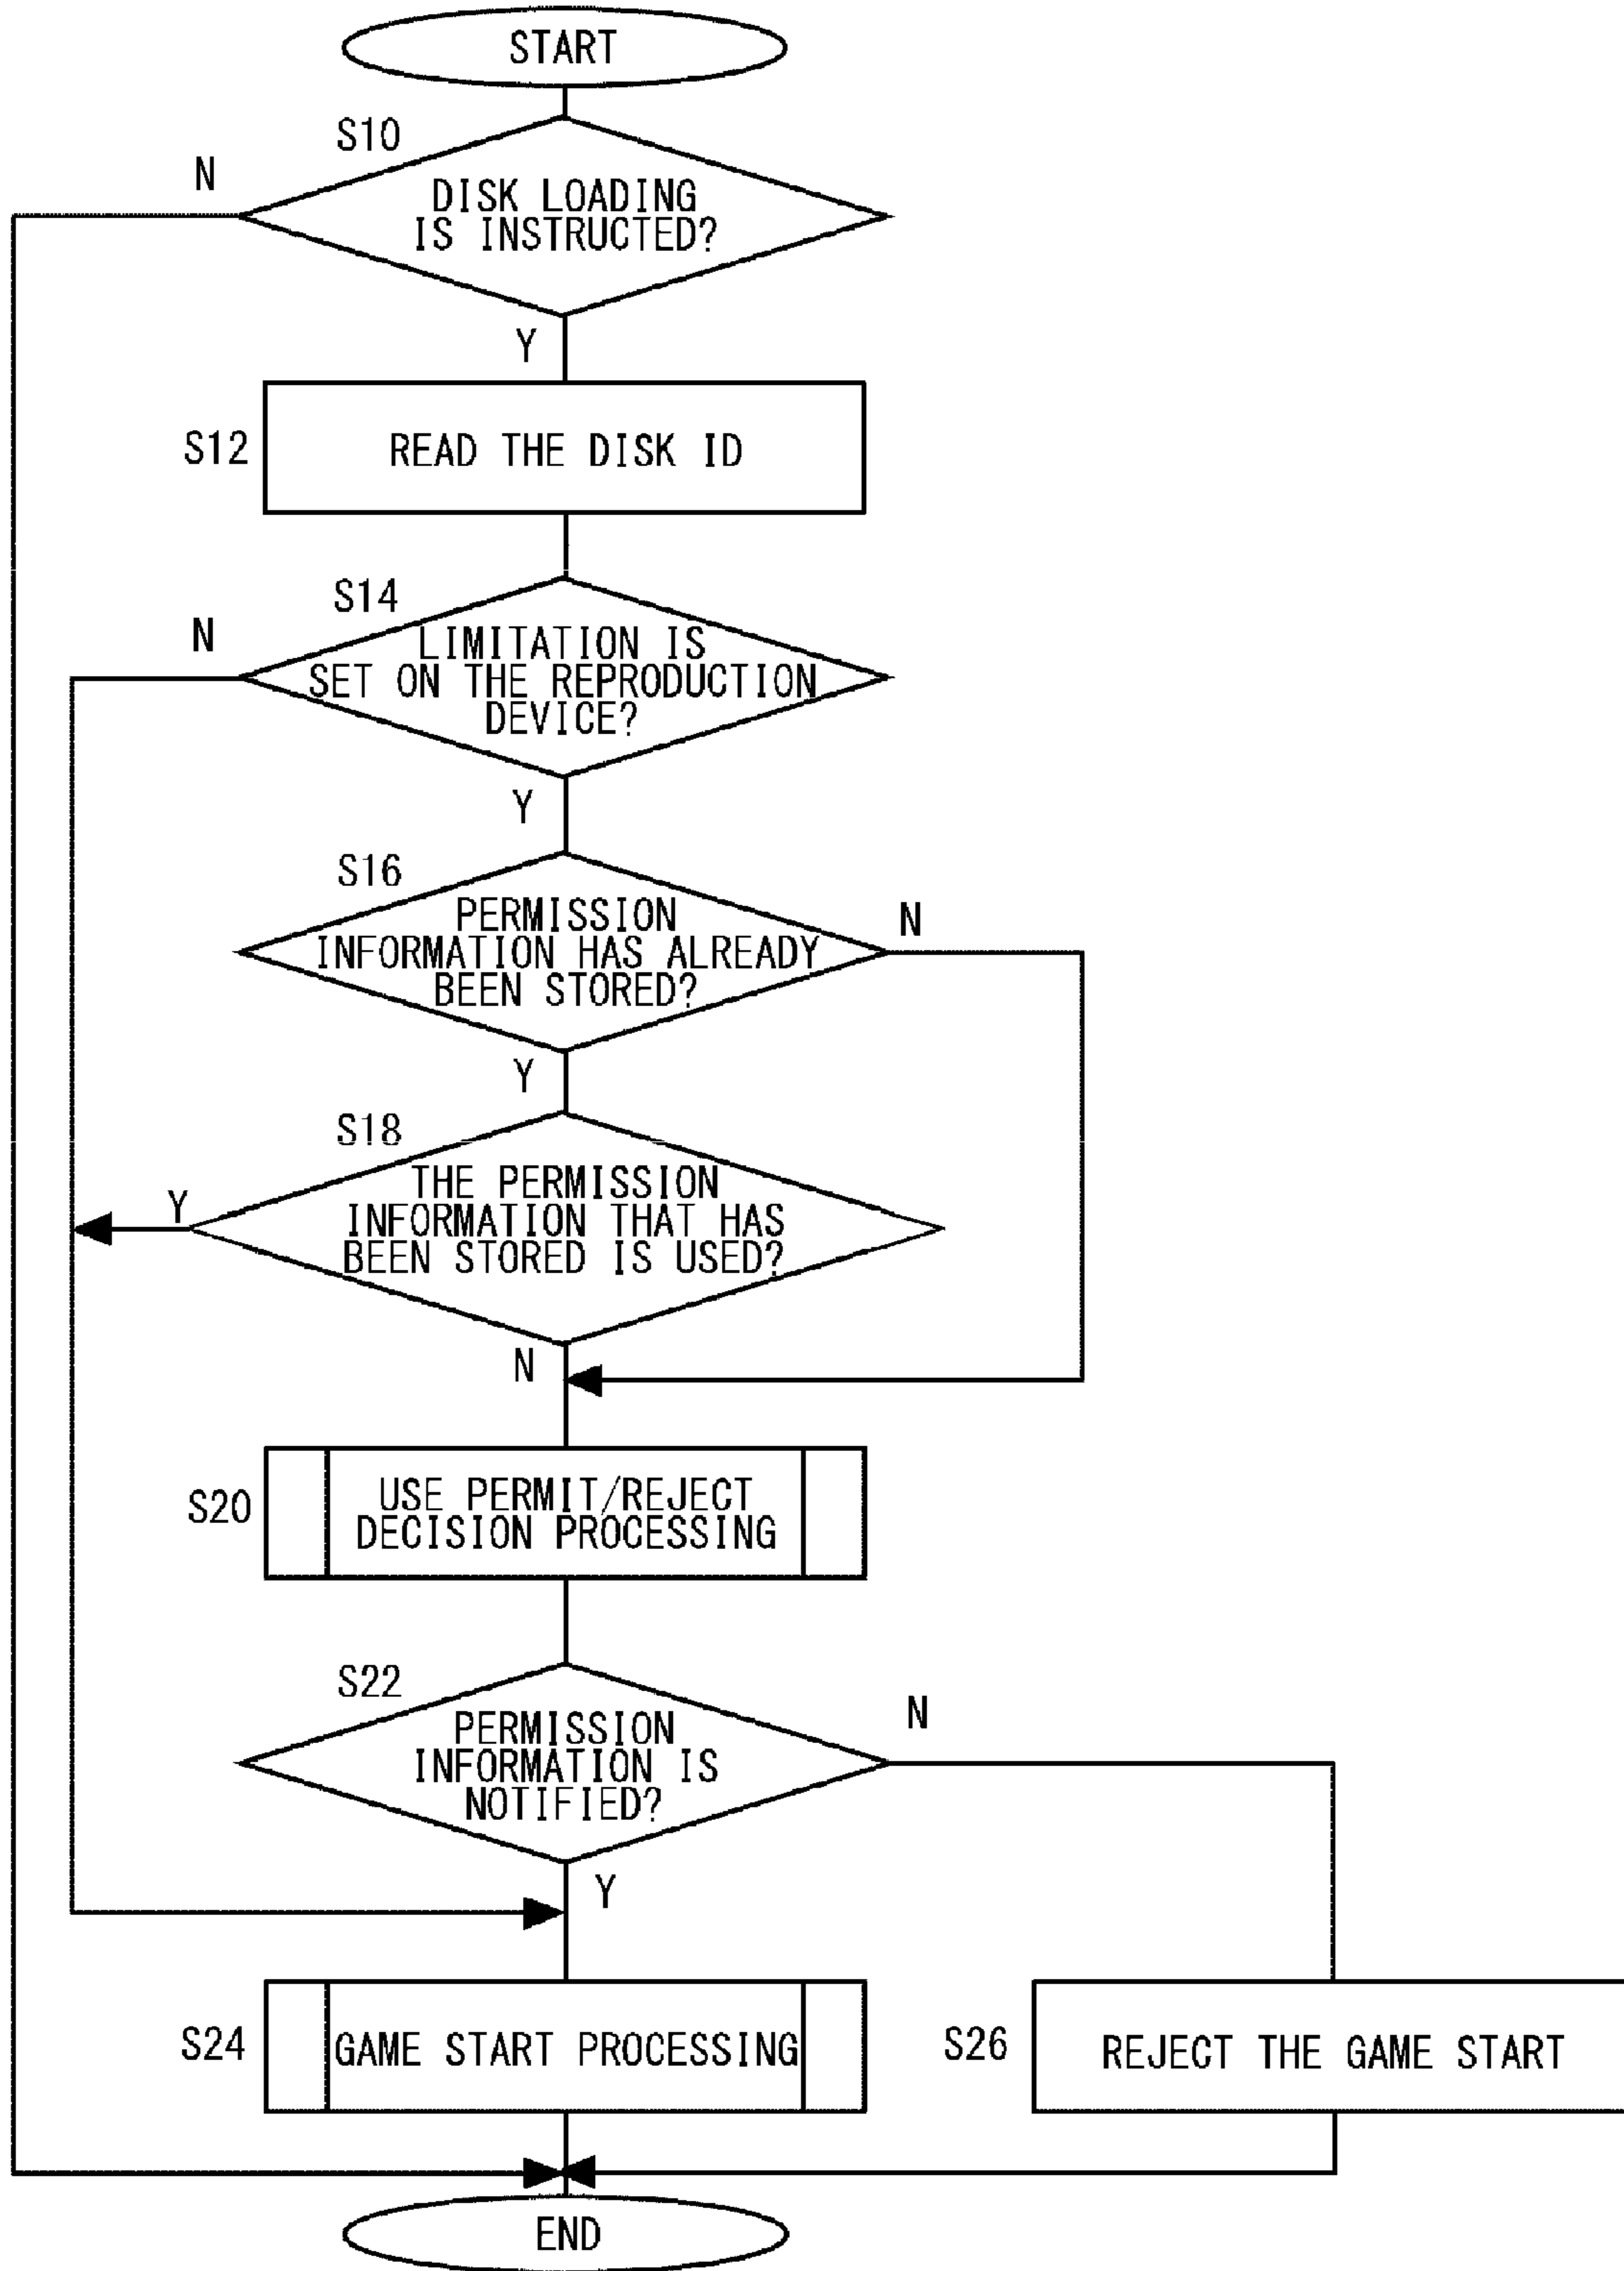 START
S10
N
DISK LOADING
IS INSTRUCTED?
Y
S12
READ THE DISK ID
S14
N
LIMITATION IS
SET ON THE REPRODUCTION
DEVICE?
Y
S16
PERMISSION
INFORMATION HAS ALREADY
BEEN STORED?
N
Y
S18
THE PERMISSION
INFORMATION THAT HAS
BEEN STORED IS USED?
Y
N
S20
USE PERMIT/REJECT
DECISION PROCESSING
S22
PERMISSION
INFORMATION IS
NOTIFIED?
N
Y
S24
GAME START PROCESSING
S26
REJECT THE GAME START
END